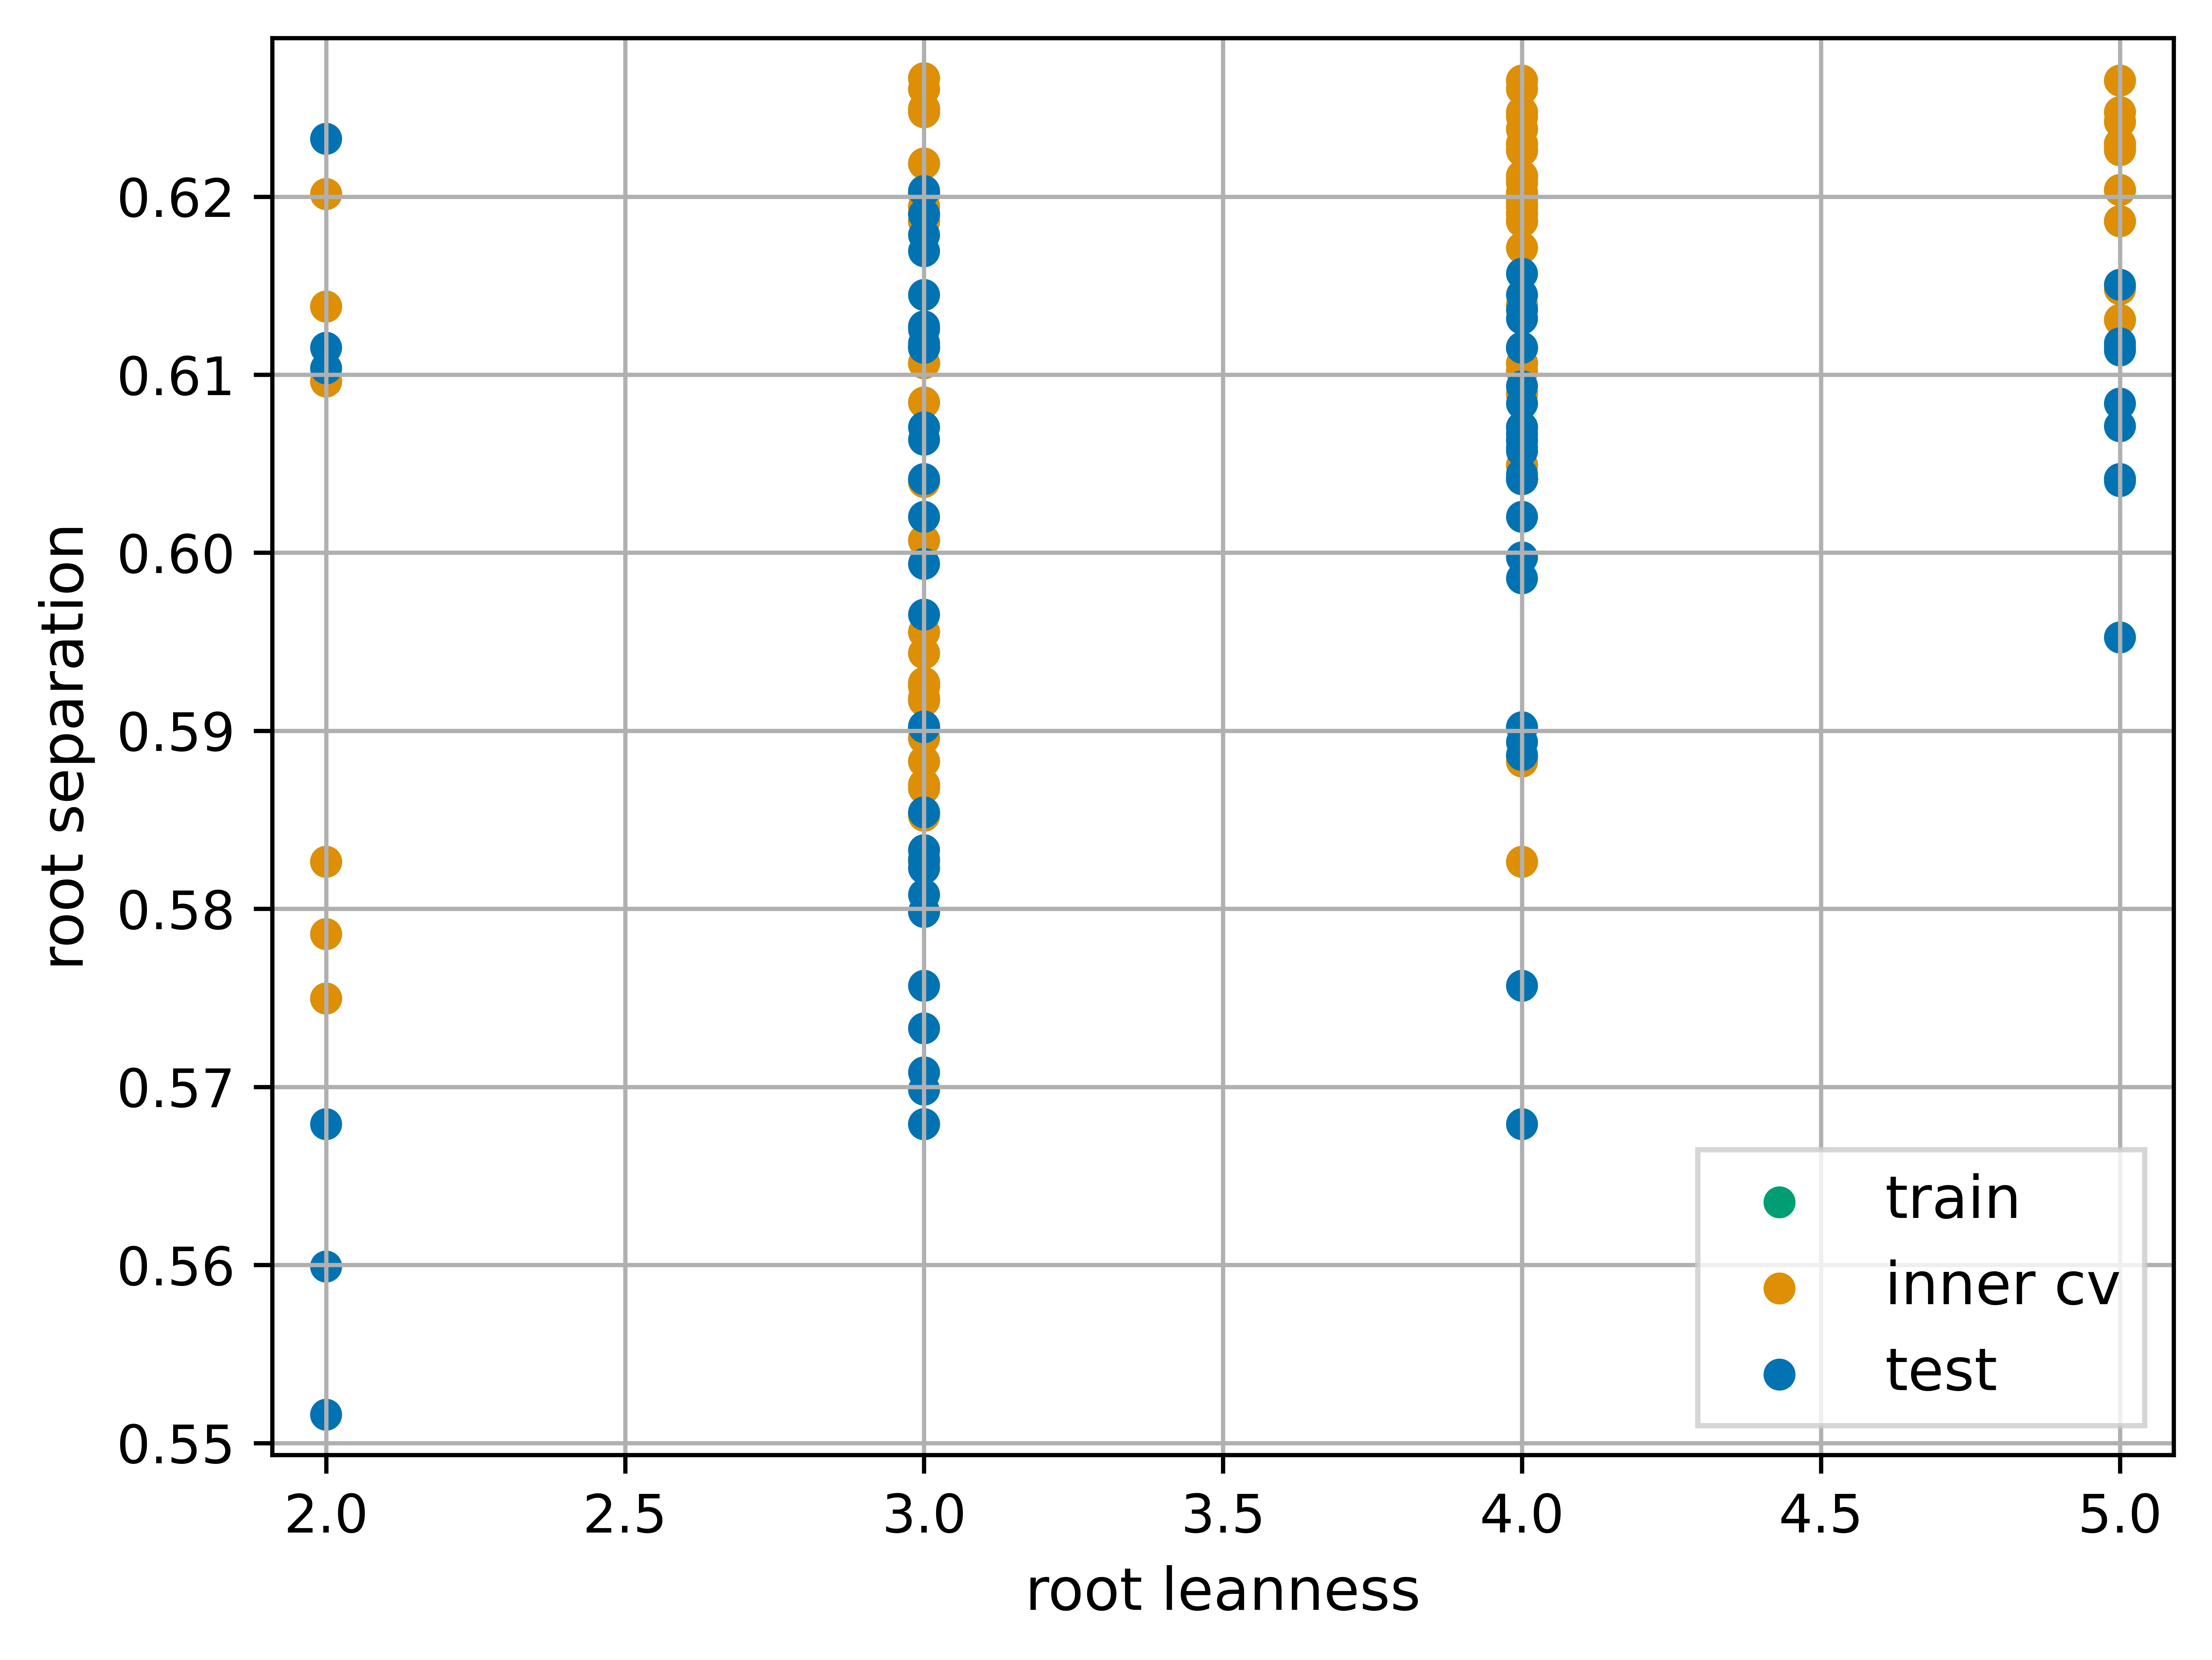 root separation
0.62
0.61
0.60
0.59
0.58
0.57
0.56
0.55
2.0 2.5 3.0 3.5 4.0 4.5 5.0
root leanness
train
inner cv
test